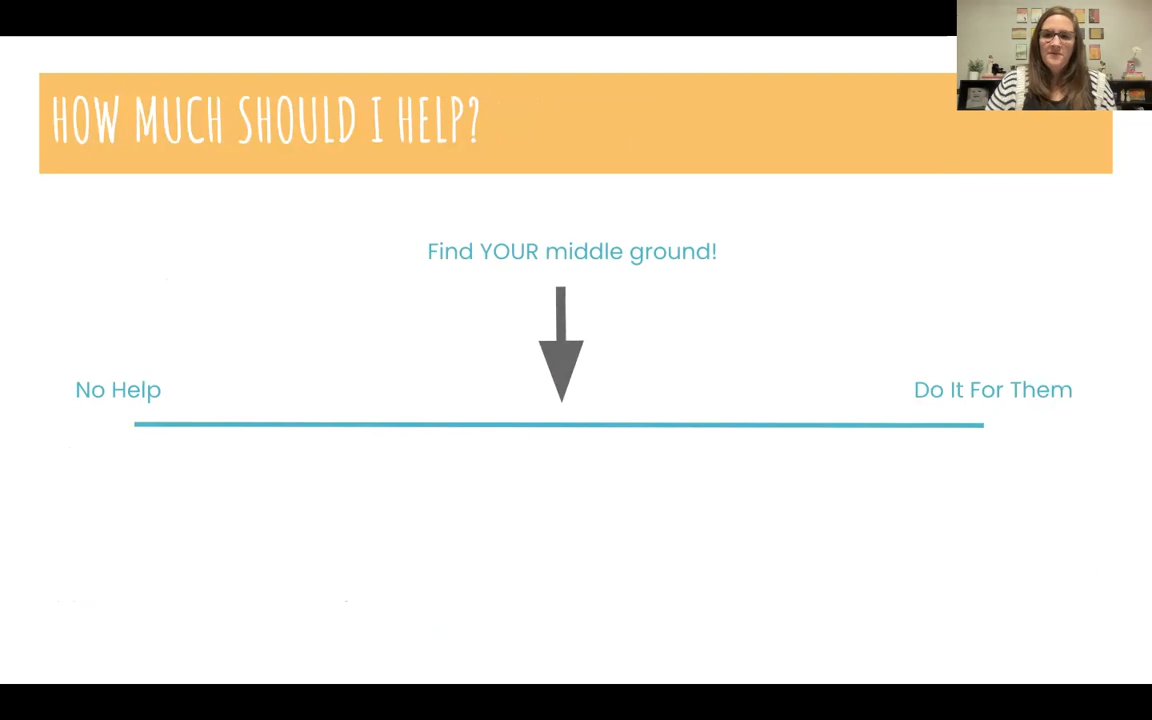 HOW MUCH SHOULD I HELP?
Find YOUR middle ground!
No Help
Do It For Them